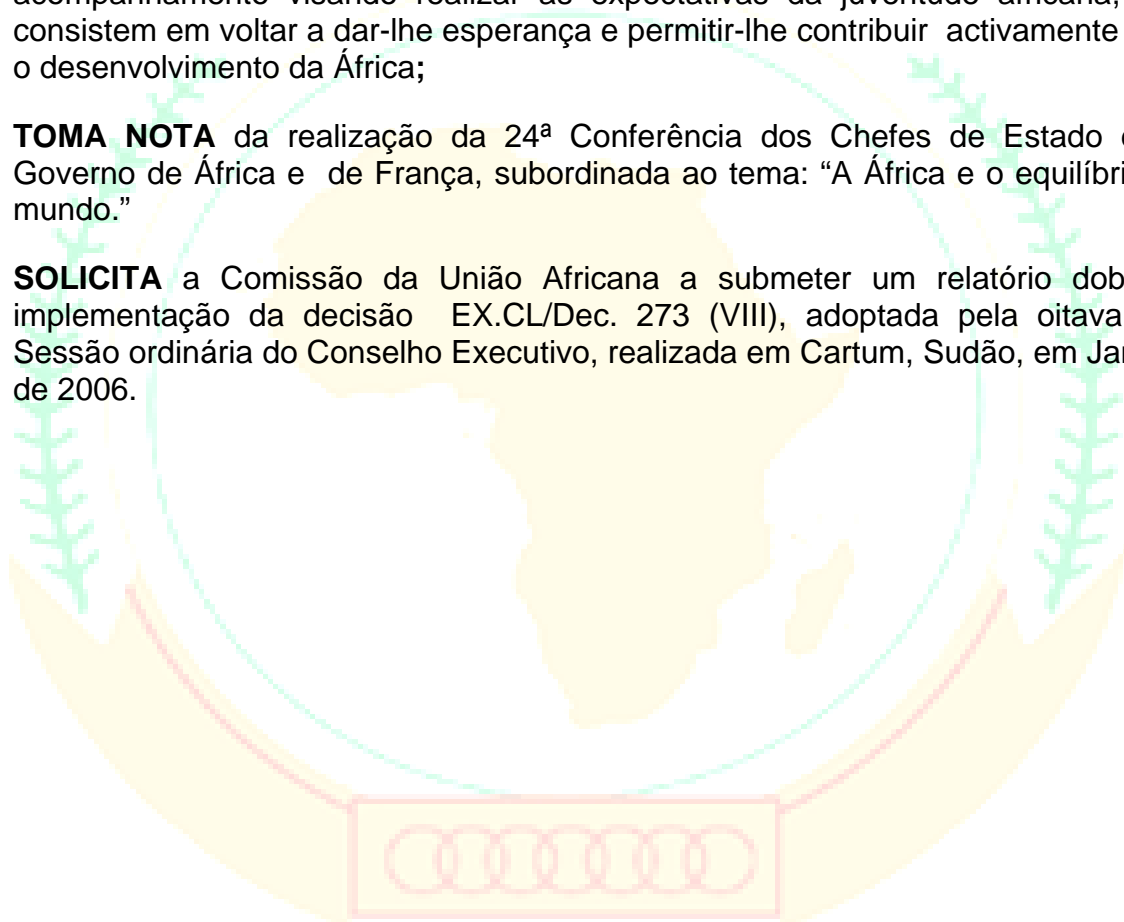 acompanhamento visando realizar as expectativas da juventude africana,
consistem em voltar a dar-lhe esperança e permitir-lhe contribuir activamente
o desenvolvimento da África;
TOMA NOTA da realização da 24ª Conferência dos Chefes de Estado
Governo de África e de França, subordinada ao tema: “A África e o
mundo.”
SOLICITA a Comissão da União Africana a submeter um relatório
implementação da decisão EX.CL/Dec. 273 (VIII), adoptada pela oitava
Sessão ordinária do Conselho Executivo, realizada em Cartum, Sudão, em
de 2006.